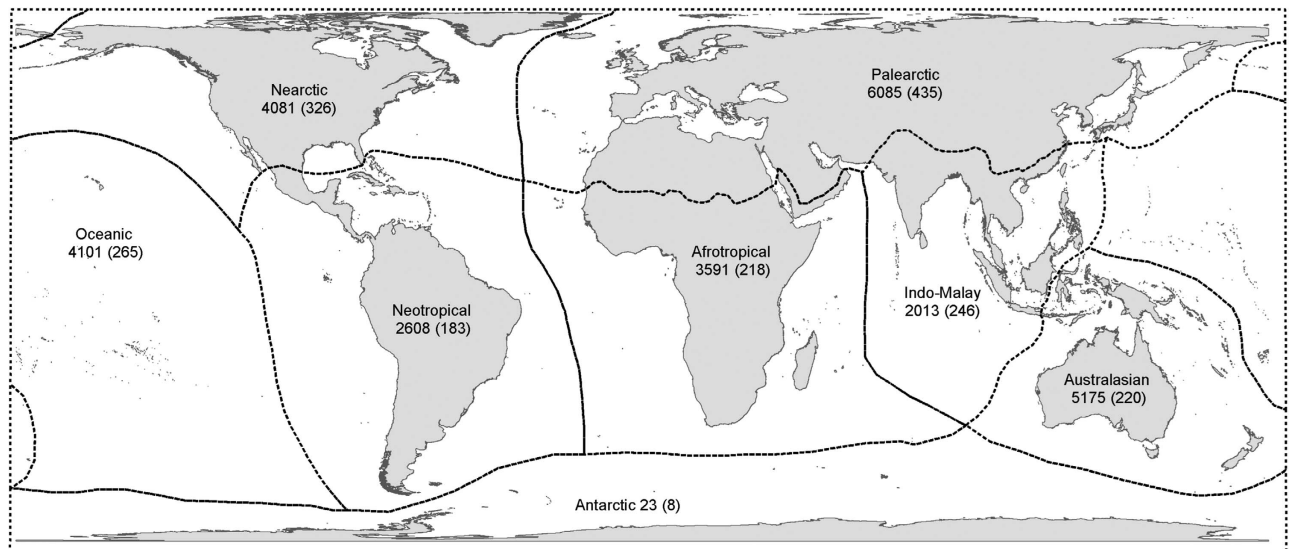 Nearctic
4081 (326)
Palearctic
6085 (435)
Oceanic
4101 (265)
Afrotropical
3591 (218)
Neotropical
2608 (183)
Indo-Malay
2013 (246)
Australasian
5175 (220)
Antarctic 23 (8)